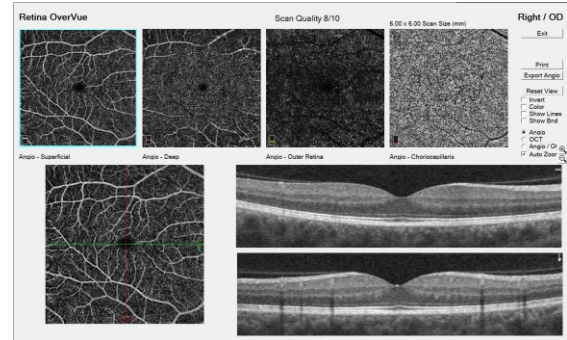 Retina OverVue
Scan Quality 8/10
Right / OD
6.00 x 6.00 Scan Size (mm)
Exit
Print
Export Angio
Reset View
Invert
Color
Show Lines
Show Bnd
Angio
OCT
Angio / O
Auto Zoor
Angio - Superficial
Angio - Deep
Angio - Outer Retina
Angio - Choriocapillaris